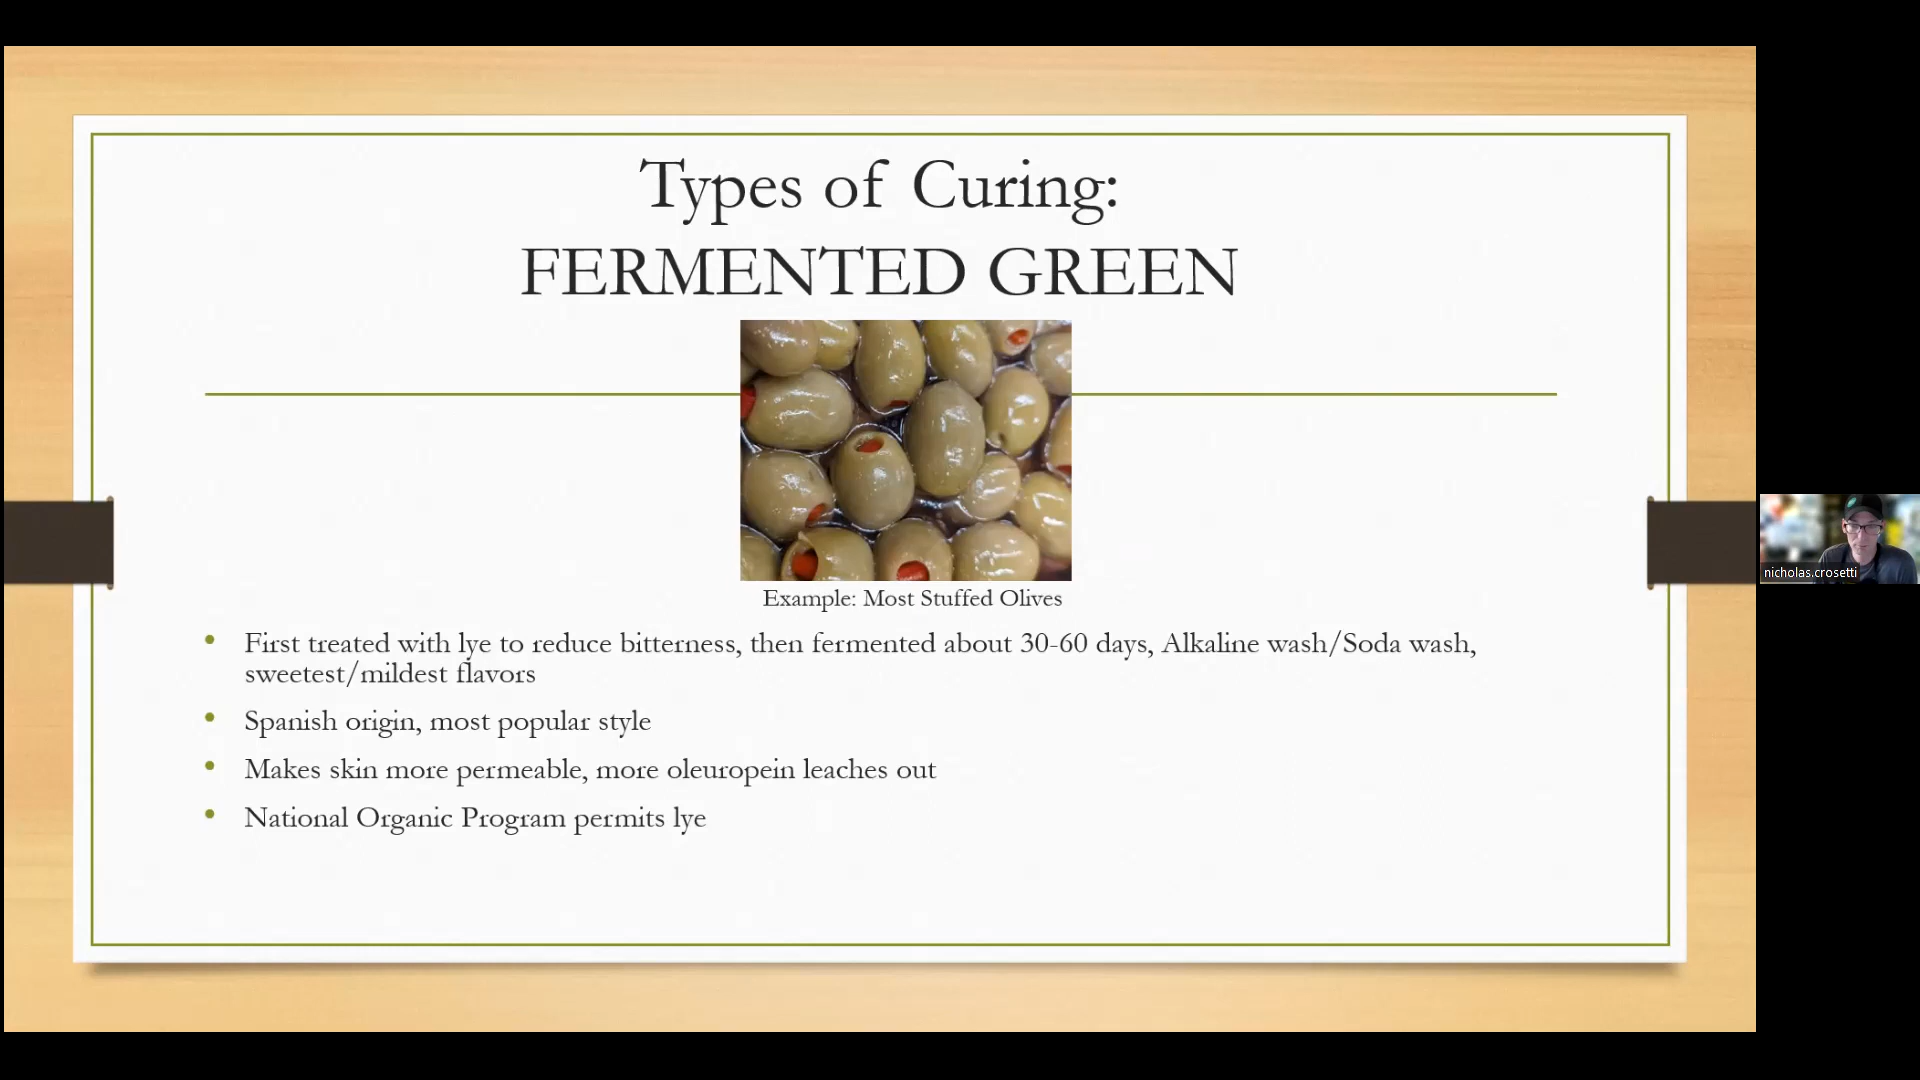 Types of Curing:
FERMENTED GREEN
Example: Most Stuffed Olives
First treated with lye to reduce bitterness, then fermented about 30-60 days, Alkaline wash/Soda wash,
sweetest/mildest flavors
Spanish origin, most popular style
Makes skin more permeable, more oleuropein leaches out
National Organic Program permits lye
nicholas.crosetti